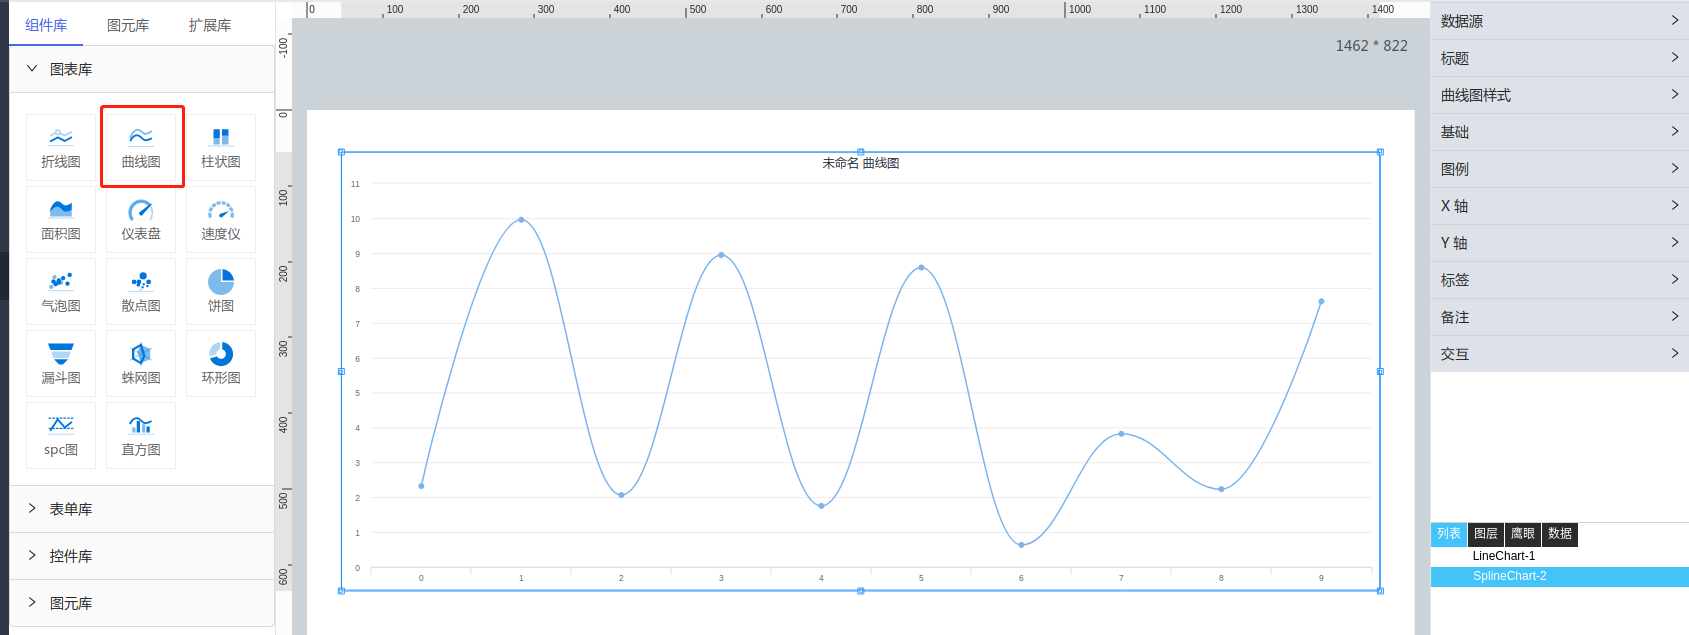 组件库 图元库 扩展库
图表库
折线图 曲线图 柱状图
面积图 仪表盘 速度仪
气泡图 散点图 饼图
漏斗图 蛛网图 环形图
spc图 直方图
表单库
控件库
图元库
0 100 200 300 400 500 600 700 800 900 1000 1100 1200 1300 1400
-100
0
100
200
300
400
500
600
1462 * 822
未命名 曲线图
11
10
9
8
7
6
5
4
3
2
1
0
0 1 2 3 4 5 6 7 8 9
数据源
标题
曲线图样式
基础
图例
X 轴
Y 轴
标签
备注
交互
列表 图层 鹰眼 数据
LineChart-1
SplineChart-2